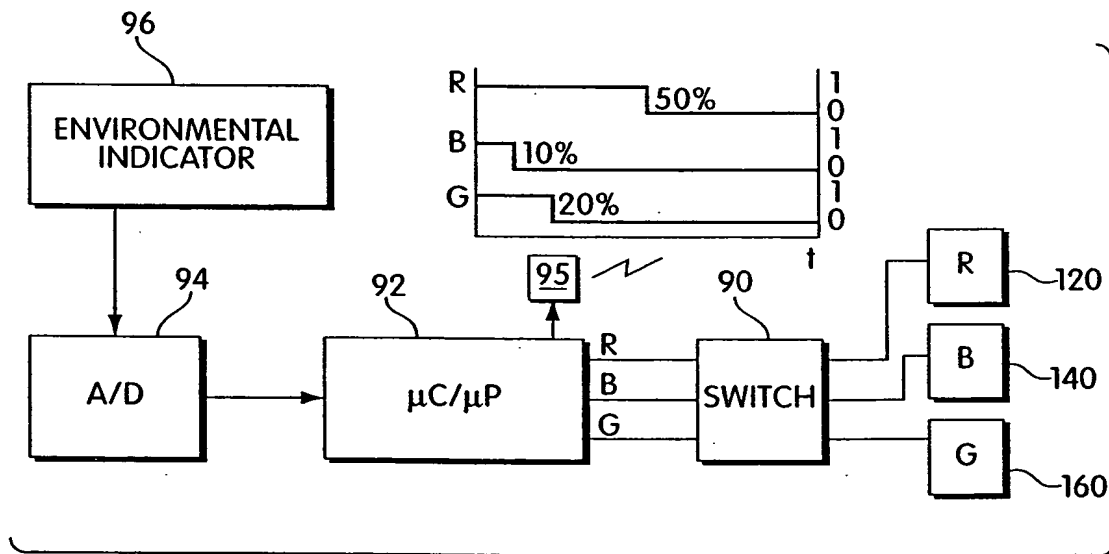 96
ENVIRONMENTAL
INDICATOR
R
50%
1
0
B
10%
1
0
G
20%
1
0
t
94
A/D
92
μC/μP
95
R
B
G
90
SWITCH
R
120
B
140
G
160